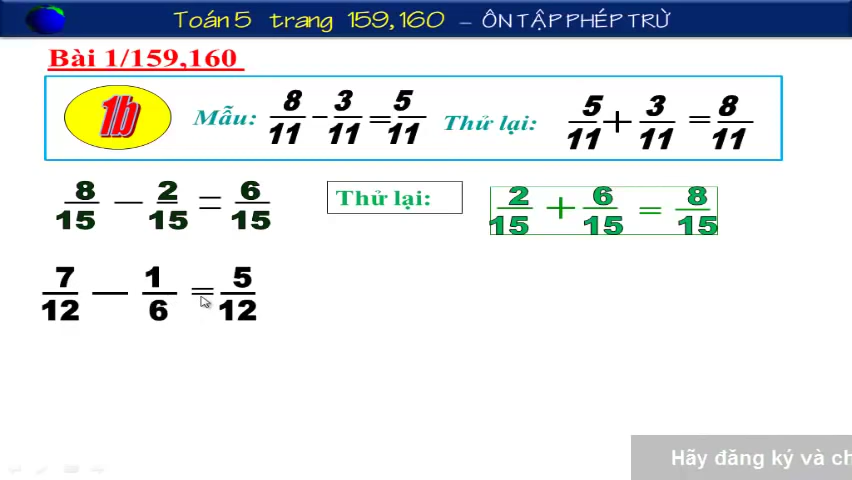 Toán 5 trang 159,160 – ÔN TẬP PHÉP TRỪ
Bài 1/159,160
1b Mẫu: 8/11 − 3/11 = 5/11 Thử lại: 5/11 + 3/11 = 8/11
8/15 − 2/15 = 6/15 Thử lại: 2/15 + 6/15 = 8/15
7/12 − 1/6 = 5/12
Hãy đăng ký và ch